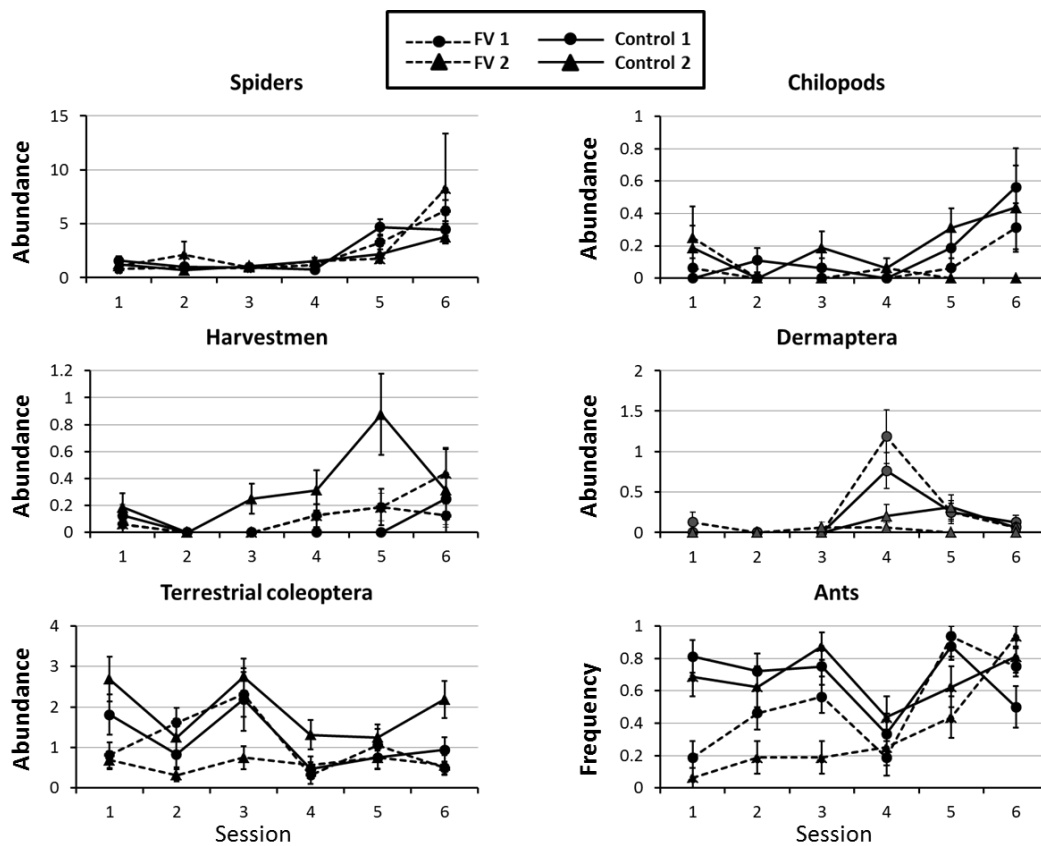 FV 1 Control 1
FV 2 Control 2
Spiders
Abundance
15
10
5
0
1 2 3 4 5 6
Chilopods
Abundance
1
0.8
0.6
0.4
0.2
0
1 2 3 4 5 6
Harvestmen
Abundance
1.2
1
0.8
0.6
0.4
0.2
0
1 2 3 4 5 6
Dermaptera
Abundance
2
1.5
1
0.5
0
1 2 3 4 5 6
Terrestrial coleoptera
Abundance
4
3
2
1
0
1 2 3 4 5 6
Session
Ants
Frequency
1
0.8
0.6
0.4
0.2
0
1 2 3 4 5 6
Session